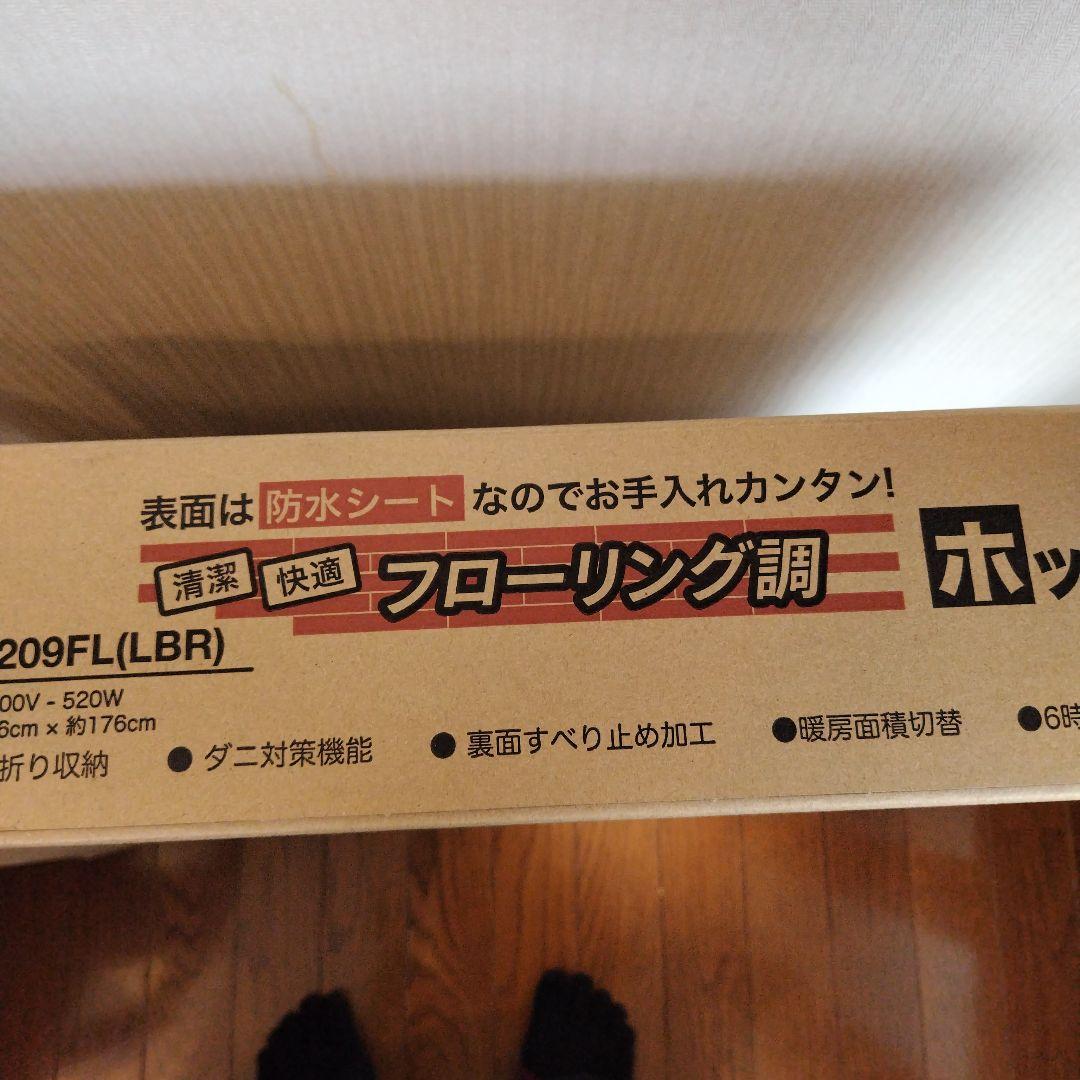 表面は防水シートなのでお手入れカンタン!
清潔 快適 フローリング調 ホッ
209FL(LBR)
00V - 520W
6cm × 約176cm
折り収納 ●ダニ対策機能 ●裏面すべり止め加工 ●暖房面積切替 ●6時